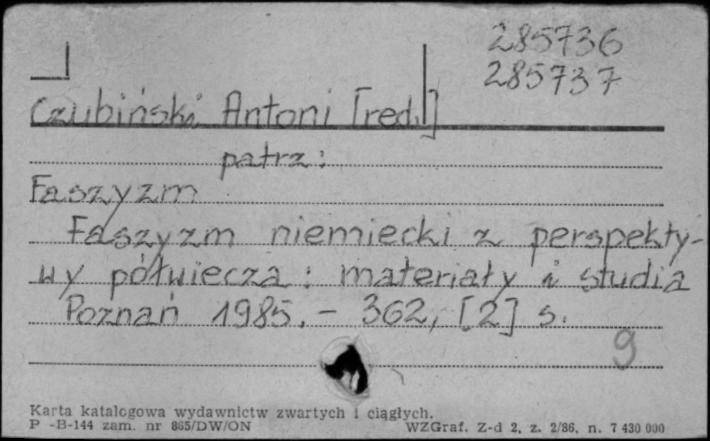 285736
285737
Czubiński Antoni [red.]
patrz:
Faszyzm
Faszyzm niemiecki z perspekty-
wy półwiecza : materiały i studia
Poznań 1985. - 362, [2] s.
9
Karta katalogowa wydawnictw zwartych i ciągłych.
P -B-144 zam. nr 865/DW/ON WZGraf. Z-d 2, z. 2/86, n. 7 430 000